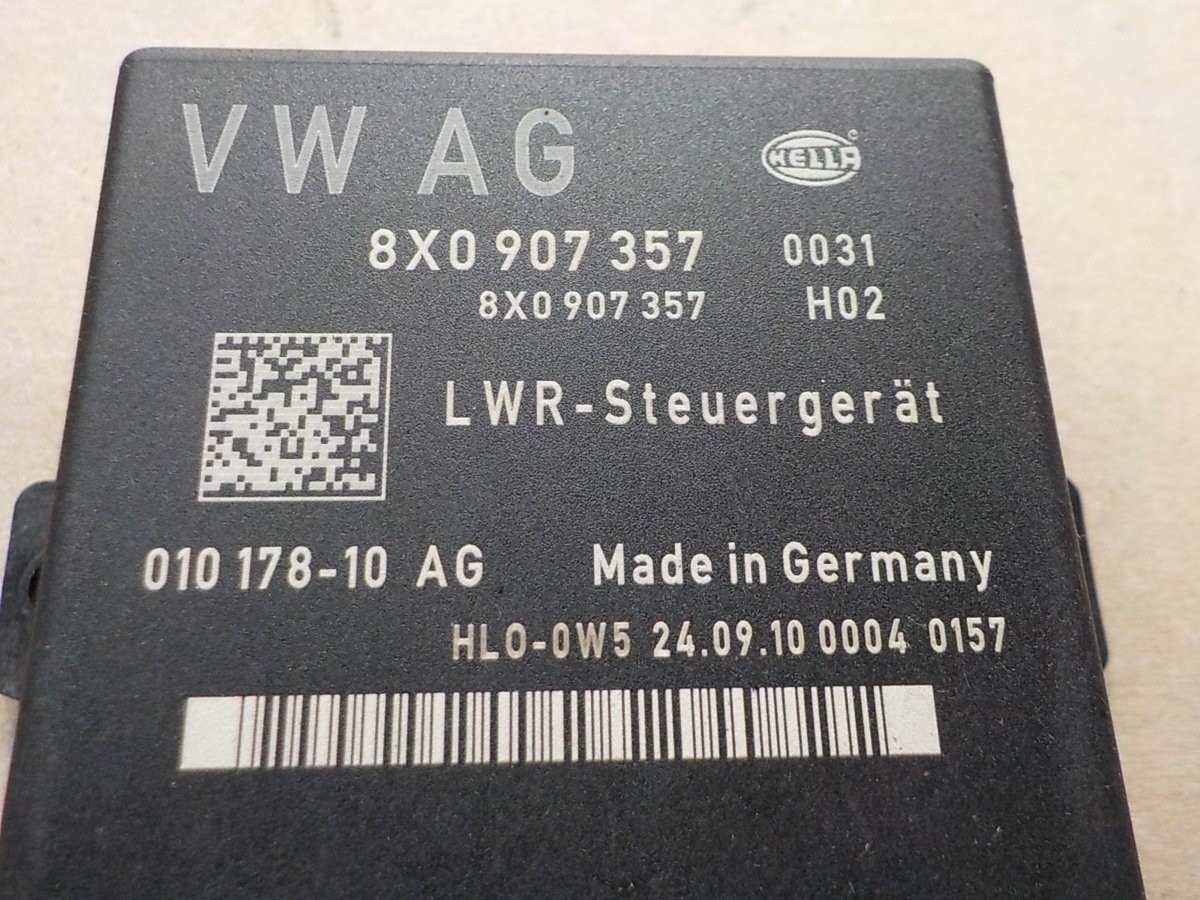 VW AG
HELLA
8X0 907 357 0031
8X0 907 357 H02
LWR-Steuergerät
010 178-10 AG Made in Germany
HLO-0W5 24.09.10 0004 0157